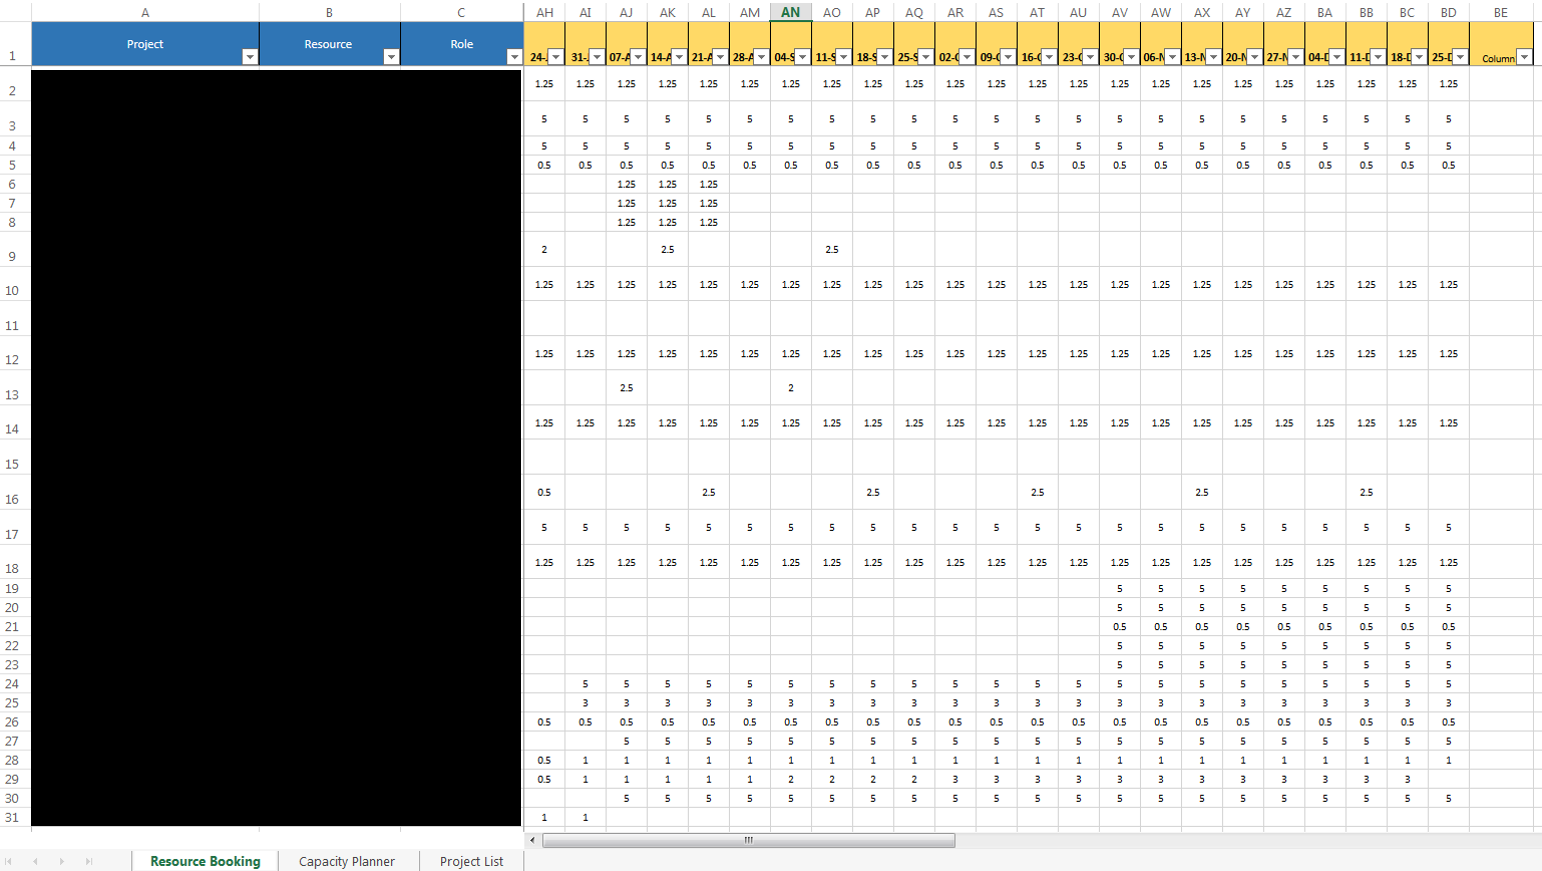 A B C AH AI AJ AK AL AM AN AO AP AQ AR AS AT AU AV AW AX AY AZ BA BB BC BD BE
Project Resource Role
1 24- 31- 07-A 14-A 21-A 28-A 04-S 11-S 18-S 25-S 02-O 09-O 16-O 23-O 30-O 06-N 13-N 20-N 27-N 04-D 11-D 18-D 25-D Column
2 1.25 1.25 1.25 1.25 1.25 1.25 1.25 1.25 1.25 1.25 1.25 1.25 1.25 1.25 1.25 1.25 1.25 1.25 1.25 1.25 1.25 1.25 1.25
3 5 5 5 5 5 5 5 5 5 5 5 5 5 5 5 5 5 5 5 5 5 5 5
4 5 5 5 5 5 5 5 5 5 5 5 5 5 5 5 5 5 5 5 5 5 5 5
5 0.5 0.5 0.5 0.5 0.5 0.5 0.5 0.5 0.5 0.5 0.5 0.5 0.5 0.5 0.5 0.5 0.5 0.5 0.5 0.5 0.5 0.5 0.5
6 1.25 1.25 1.25
7 1.25 1.25 1.25
8 1.25 1.25 1.25
9 2 2.5 2.5
10 1.25 1.25 1.25 1.25 1.25 1.25 1.25 1.25 1.25 1.25 1.25 1.25 1.25 1.25 1.25 1.25 1.25 1.25 1.25 1.25 1.25 1.25 1.25
11
12 1.25 1.25 1.25 1.25 1.25 1.25 1.25 1.25 1.25 1.25 1.25 1.25 1.25 1.25 1.25 1.25 1.25 1.25 1.25 1.25 1.25 1.25 1.25
13 2.5 2
14 1.25 1.25 1.25 1.25 1.25 1.25 1.25 1.25 1.25 1.25 1.25 1.25 1.25 1.25 1.25 1.25 1.25 1.25 1.25 1.25 1.25 1.25 1.25
15
16 0.5 2.5 2.5 2.5 2.5 2.5
17 5 5 5 5 5 5 5 5 5 5 5 5 5 5 5 5 5 5 5 5 5 5 5
18 1.25 1.25 1.25 1.25 1.25 1.25 1.25 1.25 1.25 1.25 1.25 1.25 1.25 1.25 1.25 1.25 1.25 1.25 1.25 1.25 1.25 1.25 1.25
19 5 5 5 5 5 5 5 5 5
20 5 5 5 5 5 5 5 5 5
21 0.5 0.5 0.5 0.5 0.5 0.5 0.5 0.5 0.5
22 5 5 5 5 5 5 5 5 5
23 5 5 5 5 5 5 5 5 5
24 5 5 5 5 5 5 5 5 5 5 5 5 5 5 5 5 5 5 5 5 5 5
25 3 3 3 3 3 3 3 3 3 3 3 3 3 3 3 3 3 3 3 3 3 3
26 0.5 0.5 0.5 0.5 0.5 0.5 0.5 0.5 0.5 0.5 0.5 0.5 0.5 0.5 0.5 0.5 0.5 0.5 0.5 0.5 0.5 0.5 0.5
27 5 5 5 5 5 5 5 5 5 5 5 5 5 5 5 5 5 5 5 5 5
28 0.5 1 1 1 1 1 1 1 1 1 1 1 1 1 1 1 1 1 1 1 1 1 1
29 0.5 1 1 1 1 1 2 2 2 2 3 3 3 3 3 3 3 3 3 3 3 3
30 5 5 5 5 5 5 5 5 5 5 5 5 5 5 5 5 5 5 5 5 5
31 1 1
Resource Booking Capacity Planner Project List